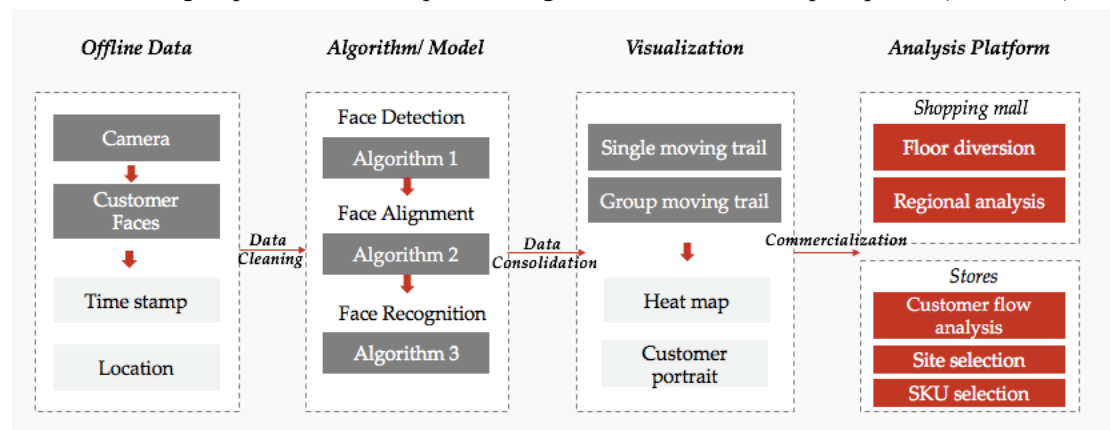 Offline Data
Algorithm/ Model
Visualization
Analysis Platform
Camera
Customer
Faces
Time stamp
Location
Data
Cleaning
Face Detection
Algorithm 1
Face Alignment
Algorithm 2
Face Recognition
Algorithm 3
Data
Consolidation
Single moving trail
Group moving trail
Heat map
Customer
portrait
Commercialization
Shopping mall
Floor diversion
Regional analysis
Stores
Customer flow
analysis
Site selection
SKU selection